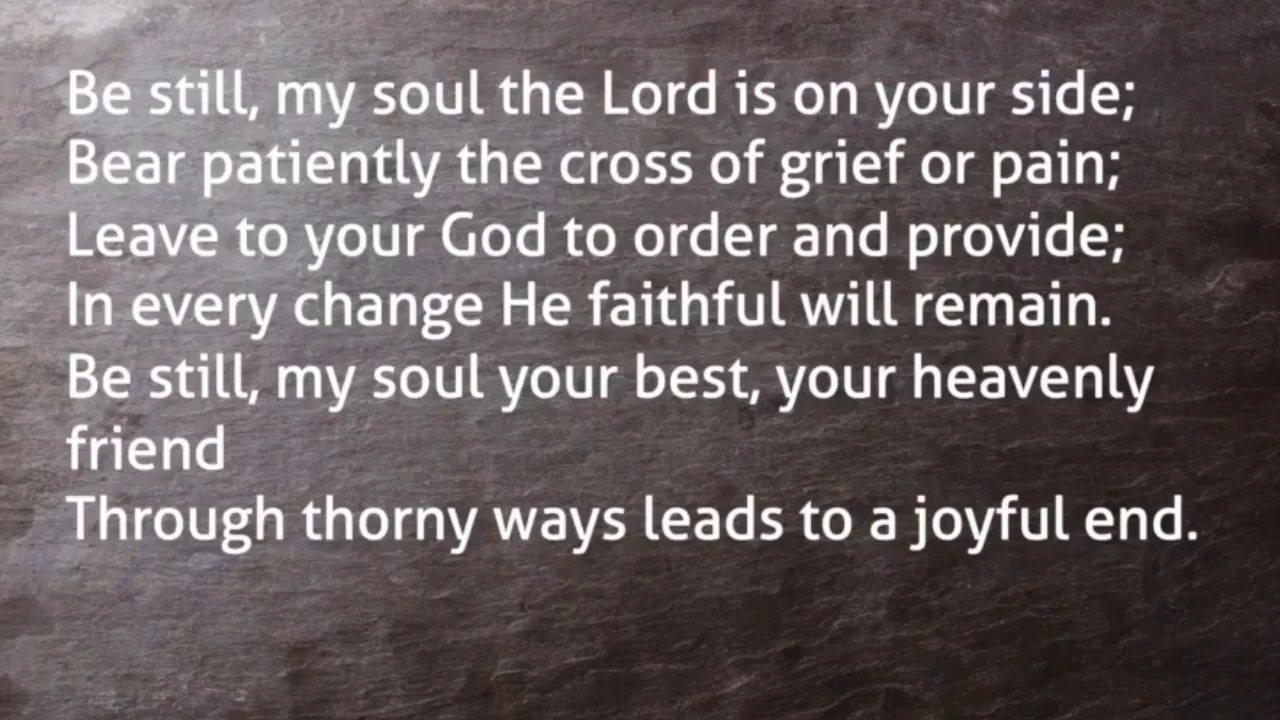 Be still, my soul the Lord is on your side;
Bear patiently the cross of grief or pain;
Leave to your God to order and provide;
In every change He faithful will remain.
Be still, my soul your best, your heavenly
friend
Through thorny ways leads to a joyful end.